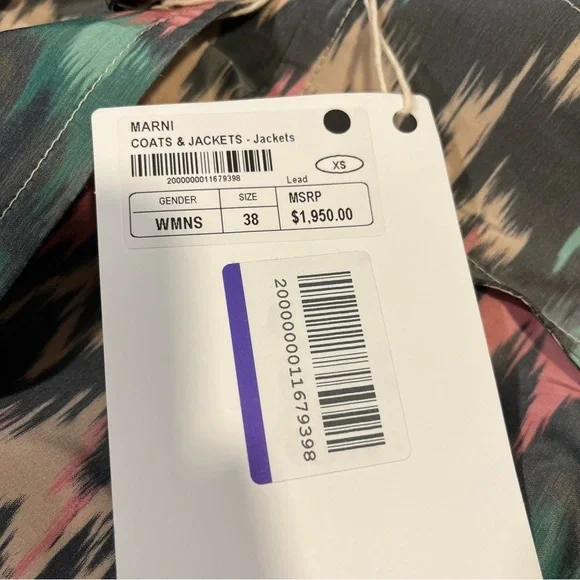 MARNI
COATS & JACKETS - Jackets
2000000011679398
Lead
XS
GENDER SIZE MSRP
WMNS 38 $1,950.00
2000000011679398